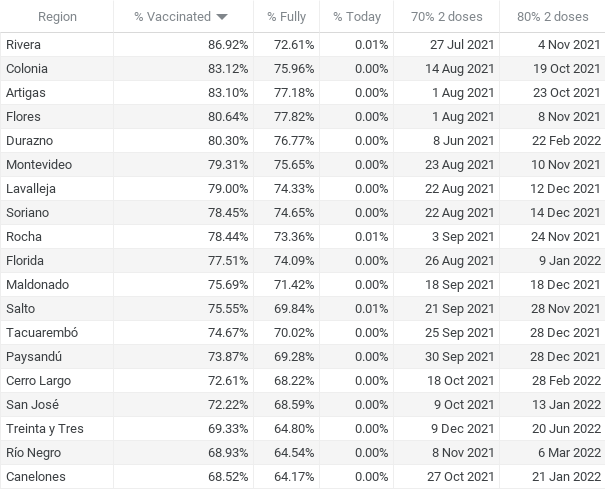 Region % Vaccinated % Fully % Today 70% 2 doses 80% 2 doses
Rivera 86.92% 72.61% 0.01% 27 Jul 2021 4 Nov 2021
Colonia 83.12% 75.96% 0.00% 14 Aug 2021 19 Oct 2021
Artigas 83.10% 77.18% 0.00% 1 Aug 2021 23 Oct 2021
Flores 80.64% 77.82% 0.00% 1 Aug 2021 8 Nov 2021
Durazno 80.30% 76.77% 0.00% 8 Jun 2021 22 Feb 2022
Montevideo 79.31% 75.65% 0.00% 23 Aug 2021 10 Nov 2021
Lavalleja 79.00% 74.33% 0.00% 22 Aug 2021 12 Dec 2021
Soriano 78.45% 74.65% 0.00% 22 Aug 2021 14 Dec 2021
Rocha 78.44% 73.36% 0.01% 3 Sep 2021 24 Nov 2021
Florida 77.51% 74.09% 0.00% 26 Aug 2021 9 Jan 2022
Maldonado 75.69% 71.42% 0.00% 18 Sep 2021 18 Dec 2021
Salto 75.55% 69.84% 0.01% 21 Sep 2021 28 Nov 2021
Tacuarembó 74.67% 70.02% 0.00% 25 Sep 2021 28 Dec 2021
Paysandú 73.87% 69.28% 0.00% 30 Sep 2021 28 Dec 2021
Cerro Largo 72.61% 68.22% 0.00% 18 Oct 2021 28 Feb 2022
San José 72.22% 68.59% 0.00% 9 Oct 2021 13 Jan 2022
Treinta y Tres 69.33% 64.80% 0.00% 9 Dec 2021 20 Jun 2022
Río Negro 68.93% 64.54% 0.00% 8 Nov 2021 6 Mar 2022
Canelones 68.52% 64.17% 0.00% 27 Oct 2021 21 Jan 2022